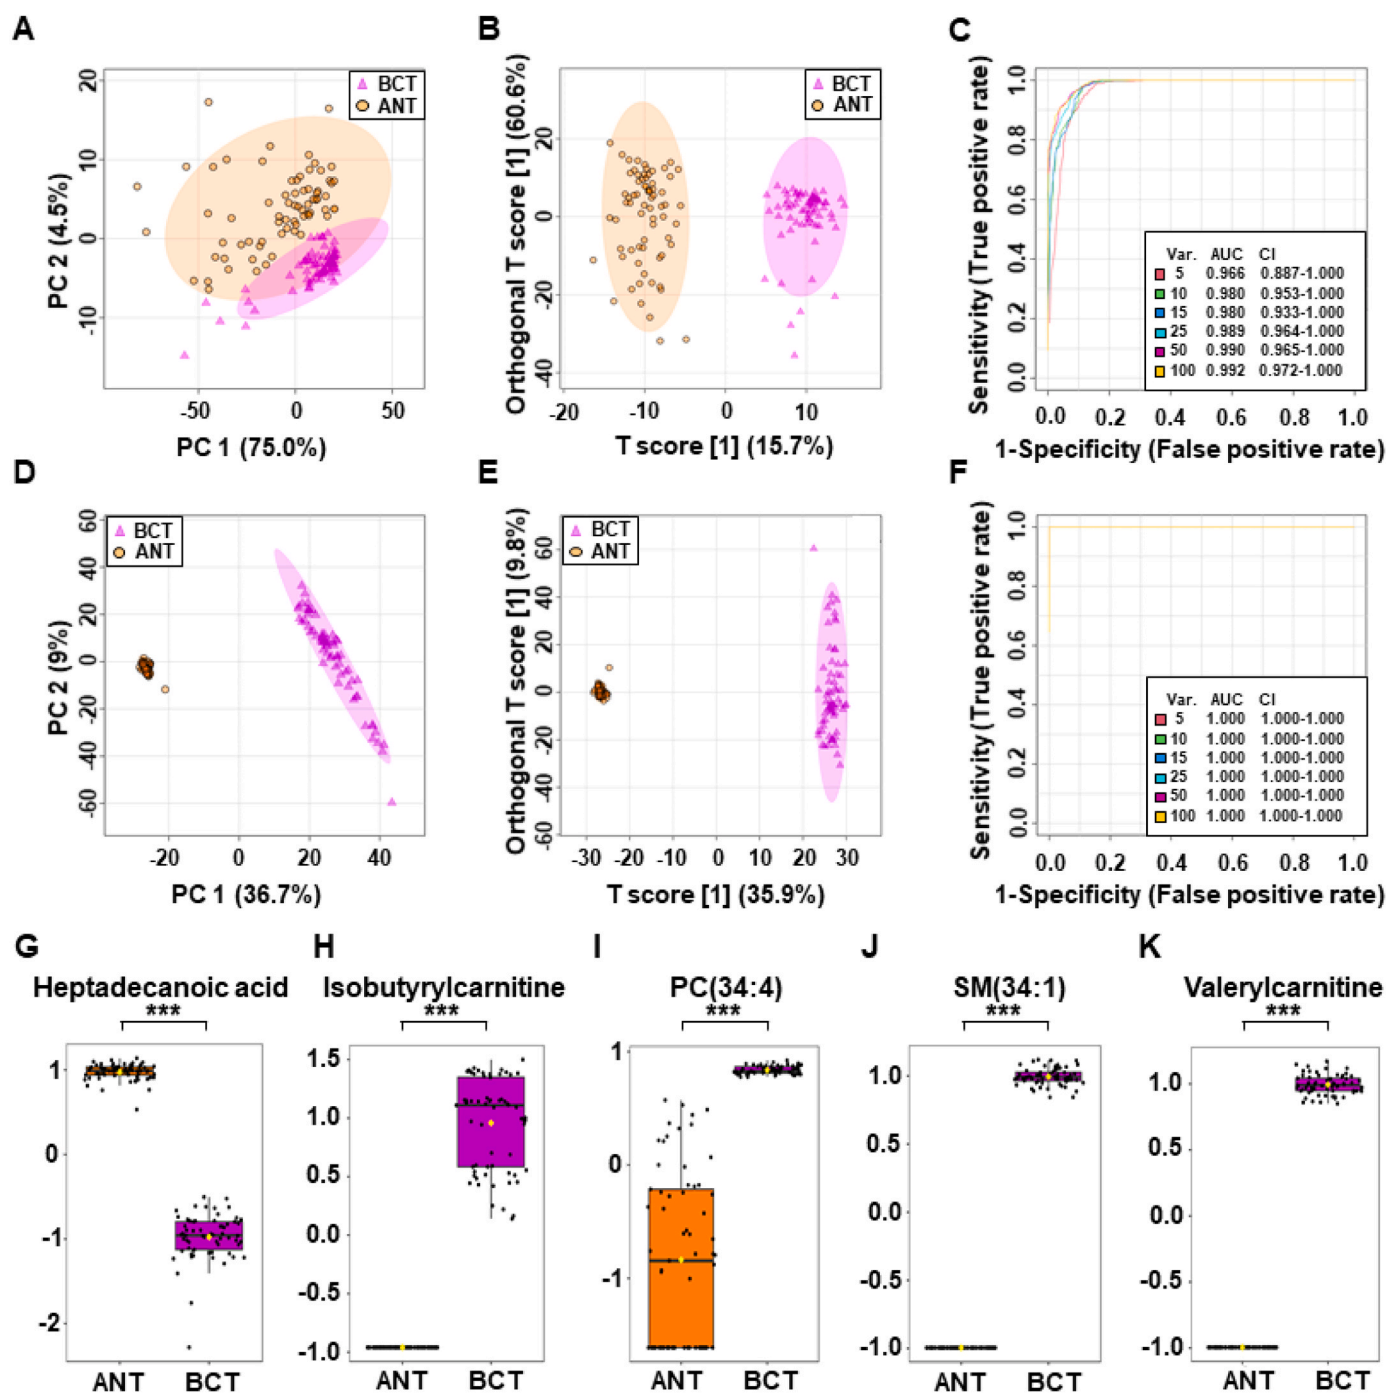 A
B
C
20
10
0
-10
PC 2 (4.5%)
BCT
ANT
-50
0
50
PC 1 (75.0%)
Orthogonal T score [1] (60.6%)
20
0
20
40
BCT
ANT
-20
-10
0
10
T score [1] (15.7%)
Sensitivity (True positive rate)
1.0
0.8
0.6
0.4
0.2
0.0
Var. AUC CI
5 0.966 0.887-1.000
10 0.980 0.953-1.000
15 0.980 0.933-1.000
25 0.989 0.964-1.000
50 0.990 0.965-1.000
100 0.992 0.972-1.000
0.0 0.2 0.4 0.6 0.8 1.0
1-Specificity (False positive rate)
D
E
F
60
40
20
0
20
-40
-60
PC 2 (9%)
BCT
ANT
-20
0
20
40
PC 1 (36.7%)
Orthogonal T score [1] (9.8%)
60
40
20
0
20
-40
-60
BCT
ANT
-30 -20 -10 0 10 20 30
T score [1] (35.9%)
Sensitivity (True positive rate)
1.0
0.8
0.6
0.4
0.2
0.0
Var. AUC CI
5 1.000 1.000-1.000
10 1.000 1.000-1.000
15 1.000 1.000-1.000
25 1.000 1.000-1.000
50 1.000 1.000-1.000
100 1.000 1.000-1.000
0.0 0.2 0.4 0.6 0.8 1.0
1-Specificity (False positive rate)
G
H
I
J
K
Heptadecanoic acid
***
1
0
-1
-2
ANT BCT
Isobutyrylcarnitine
***
1.5
1.0
0.5
0.0
-0.5
-1.0
ANT BCT
PC(34:4)
***
1
0
-1
ANT BCT
SM(34:1)
***
1.0
0.5
0.0
-0.5
-1.0
ANT BCT
Valerylcarnitine
***
1.0
0.5
0.0
-0.5
-1.0
ANT BCT